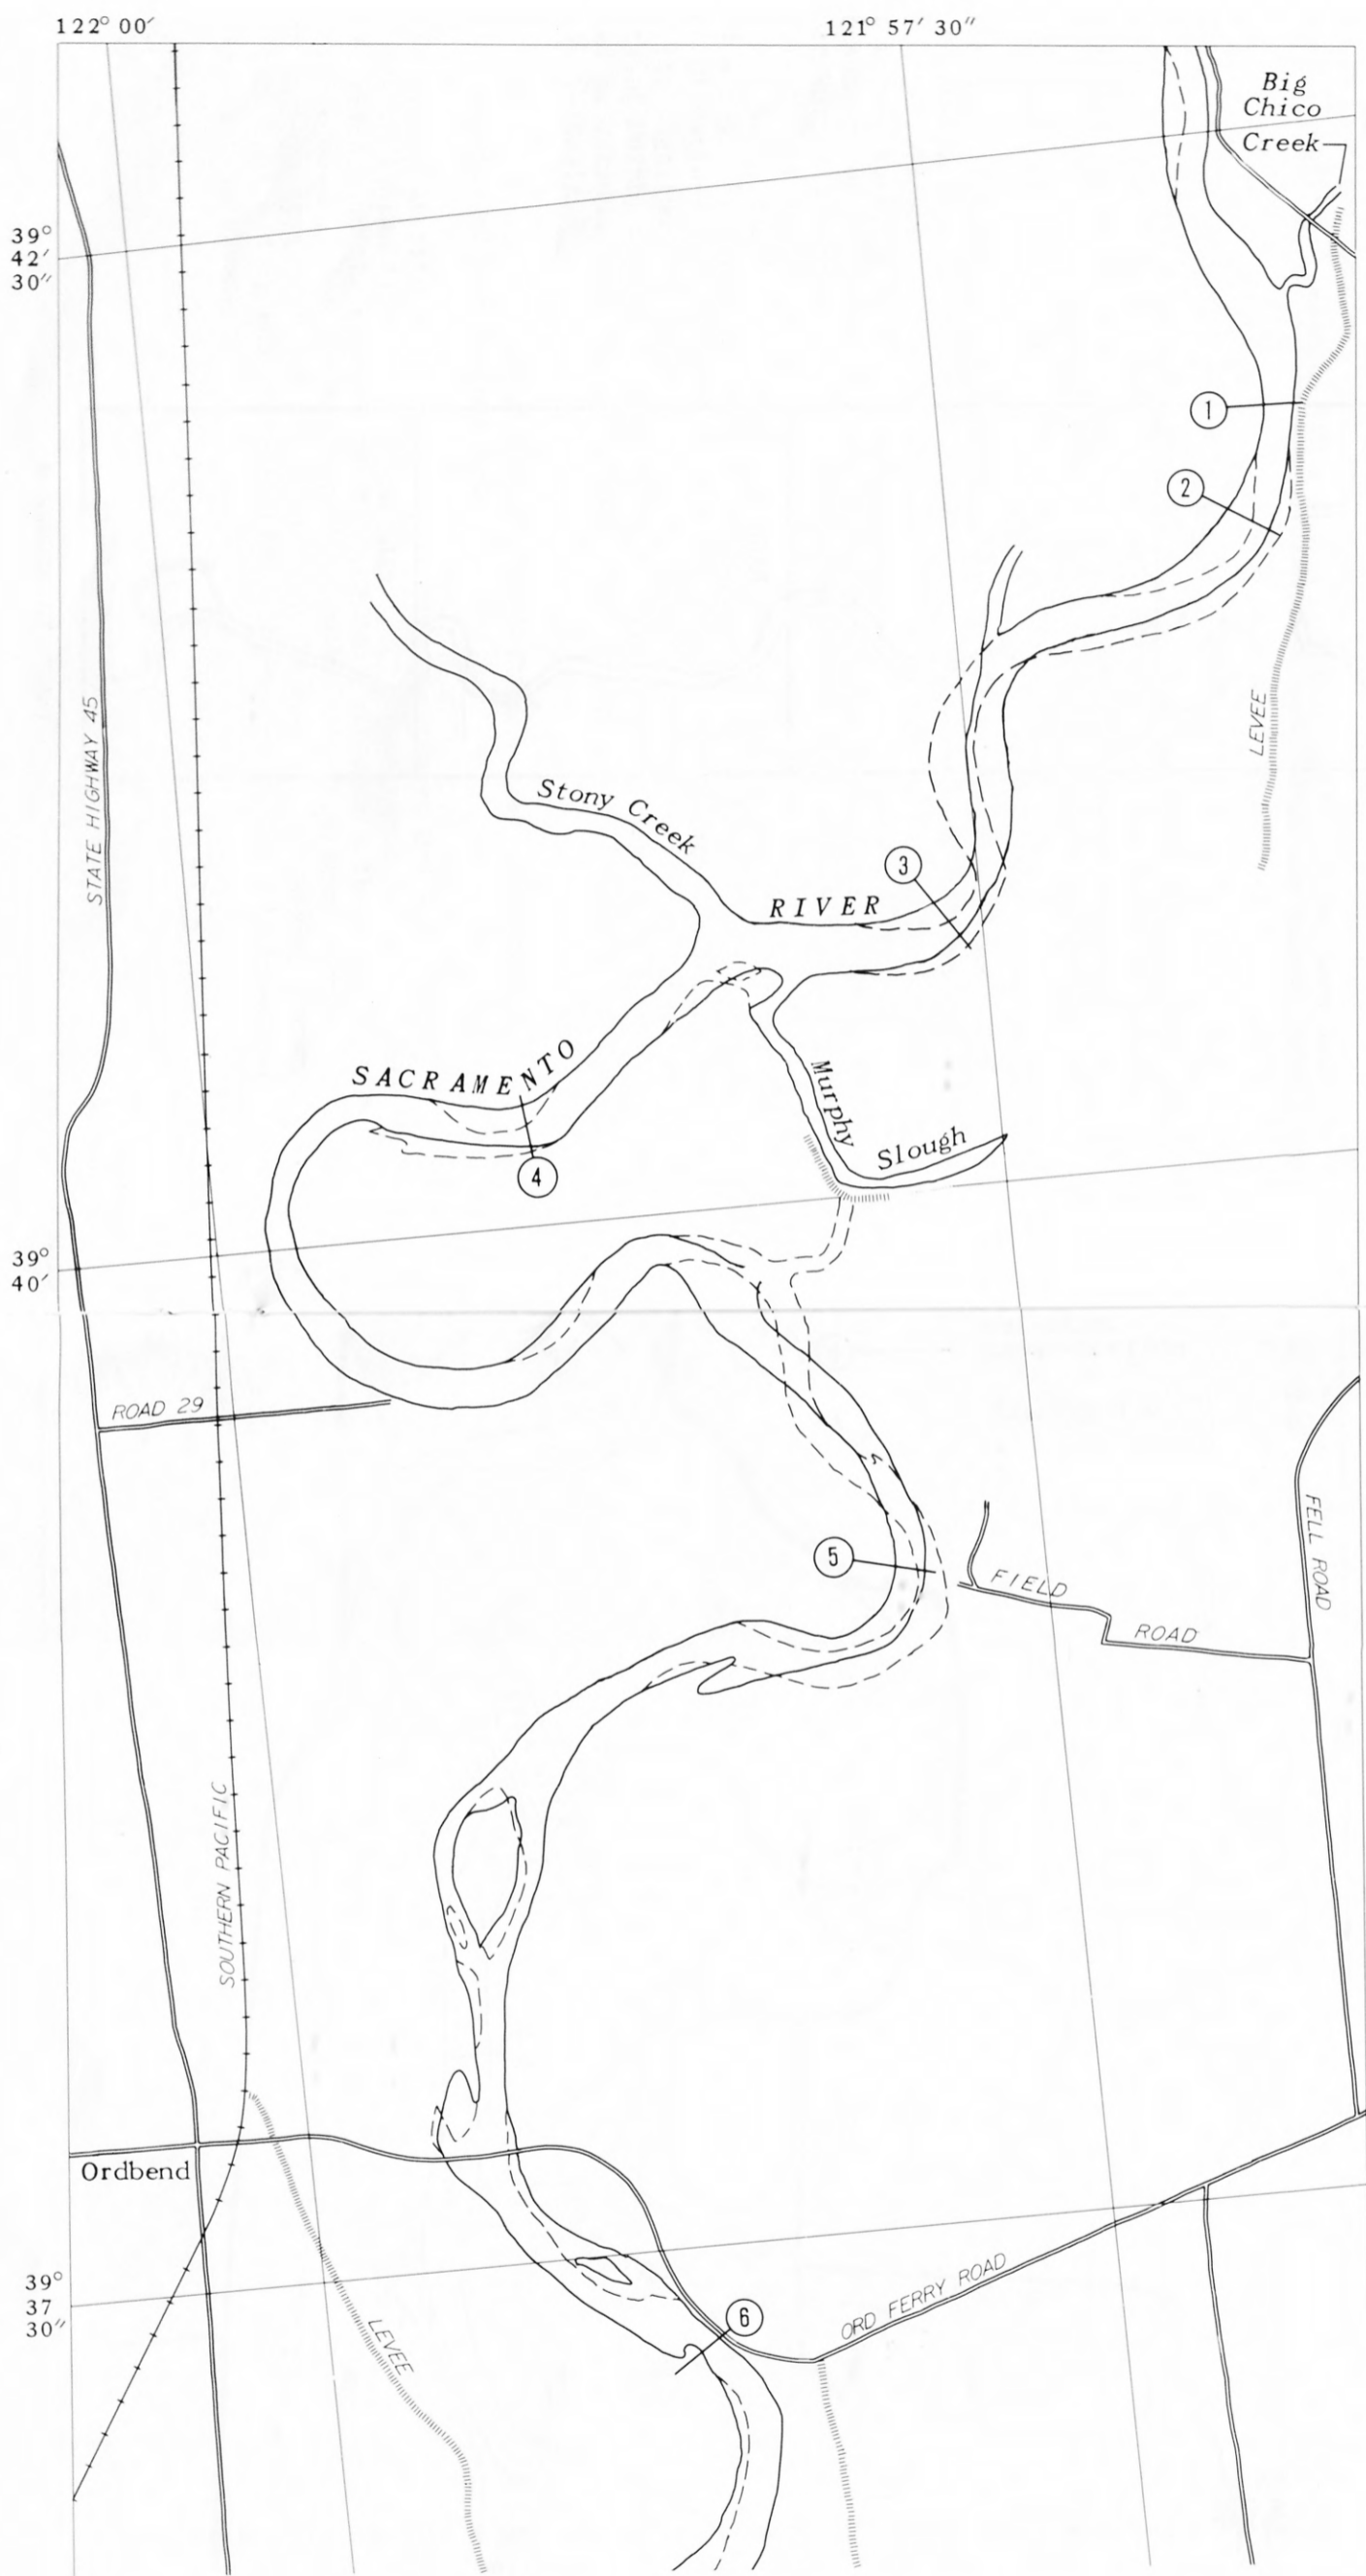 122° 00′
121° 57′ 30″
Big
Chico
Creek
39°
42′
30″
1
2
STATE HIGHWAY 45
LEVEE
Stony Creek
3
RIVER
SACRAMENTO
Murphy
Slough
4
39°
40′
ROAD 29
FELL ROAD
5
FIELD
ROAD
SOUTHERN PACIFIC
Ordbend
39°
37
30″
LEVEE
6
ORD FERRY ROAD